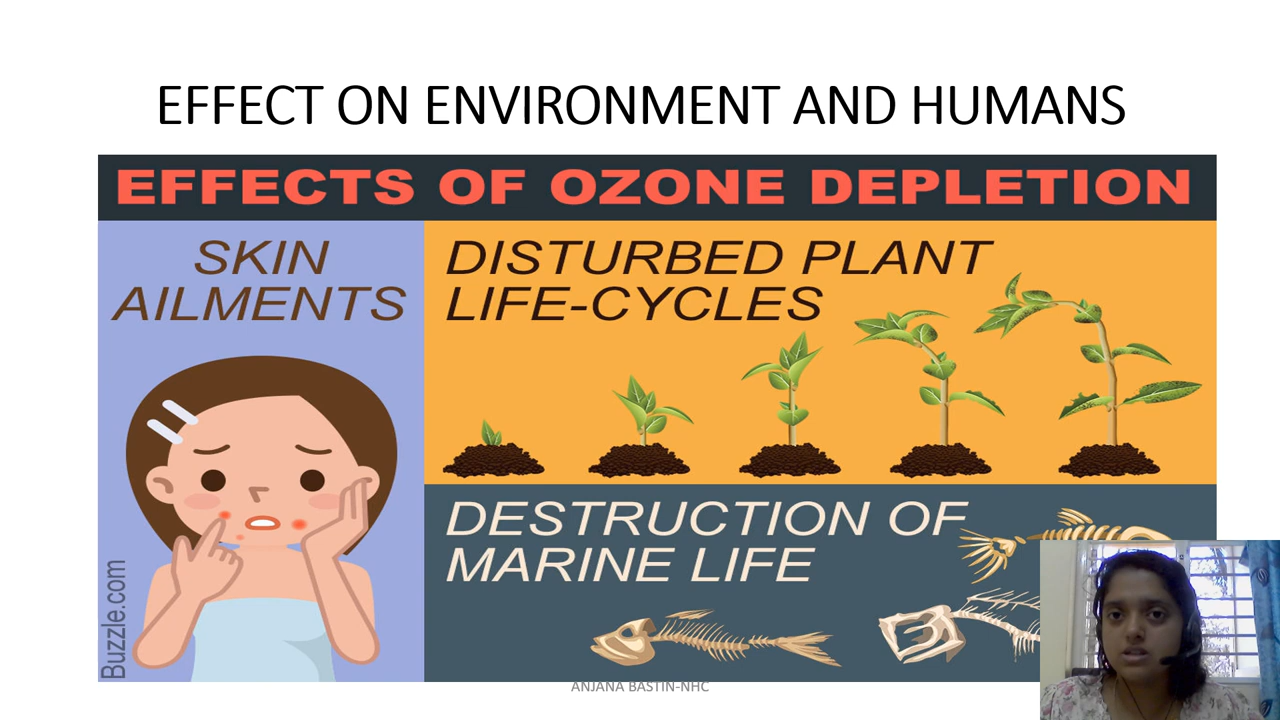 EFFECT ON ENVIRONMENT AND HUMANS
EFFECTS OF OZONE DEPLETION
SKIN
AILMENTS
DISTURBED PLANT
LIFE-CYCLES
DESTRUCTION OF
MARINE LIFE
Buzzle.com
ANJANA BASTIN-NHC